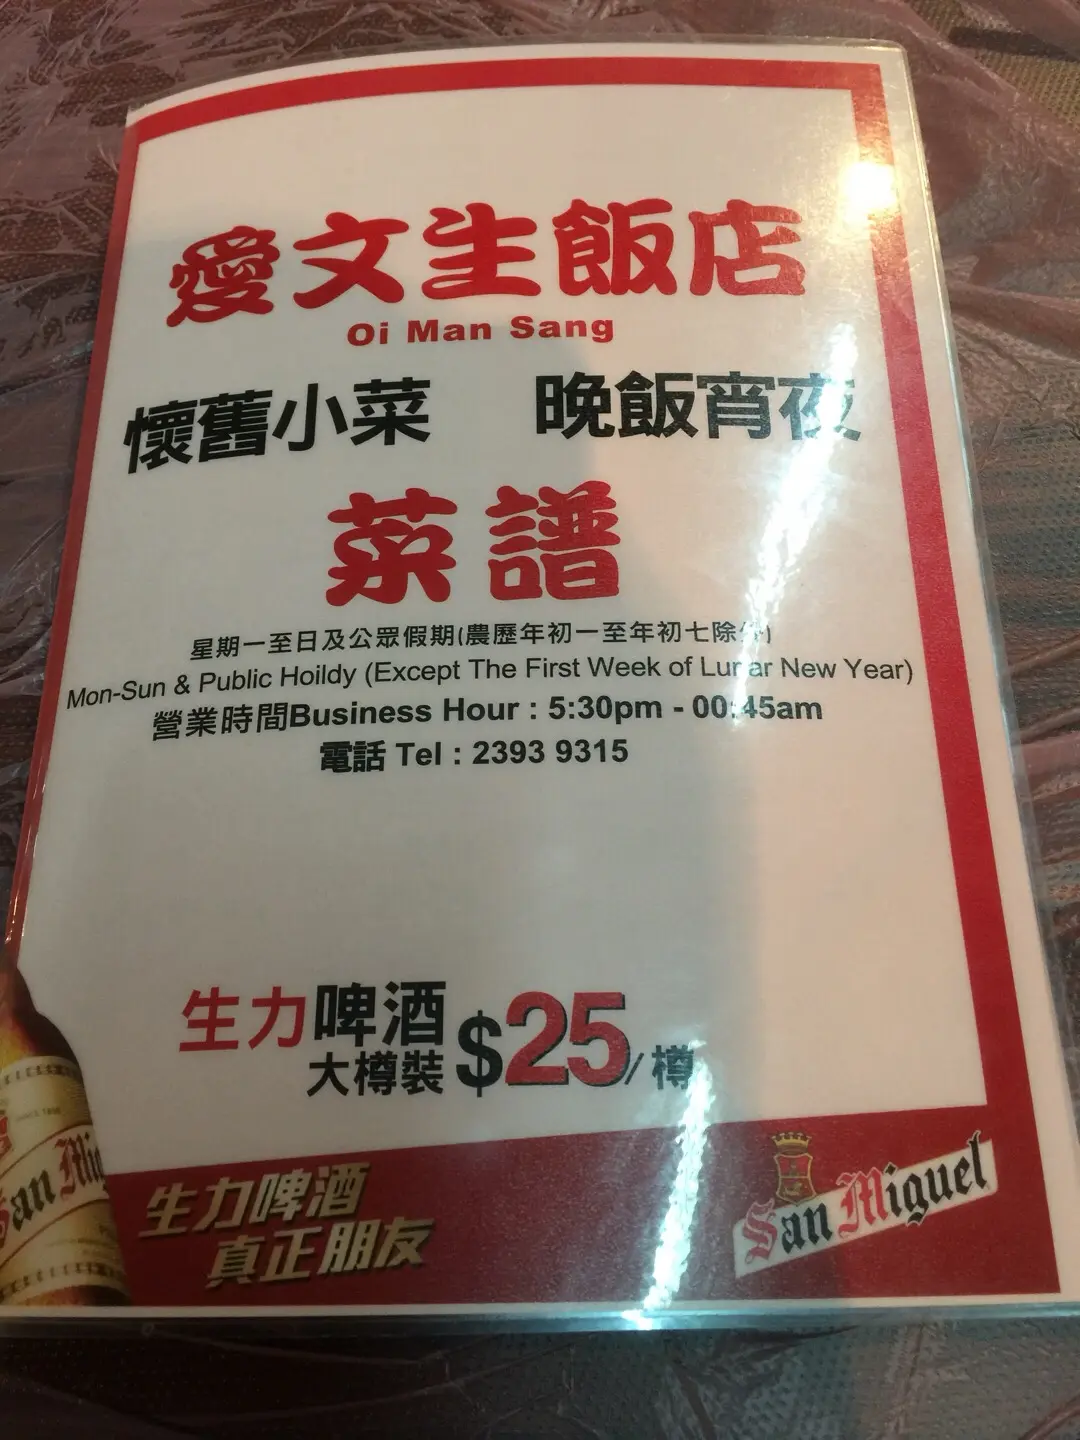 愛文生飯店
Oi Man Sang
懷舊小菜 晚飯宵夜
菜譜
星期一至日及公眾假期(農歷年初一至年初七除外)
Mon-Sun & Public Hoildy (Except The First Week of Lunar New Year)
營業時間Business Hour : 5:30pm - 00:45am
電話 Tel : 2393 9315
生力啤酒
大樽裝 $25/樽
生力啤酒
真正朋友
San Miguel
San Mig